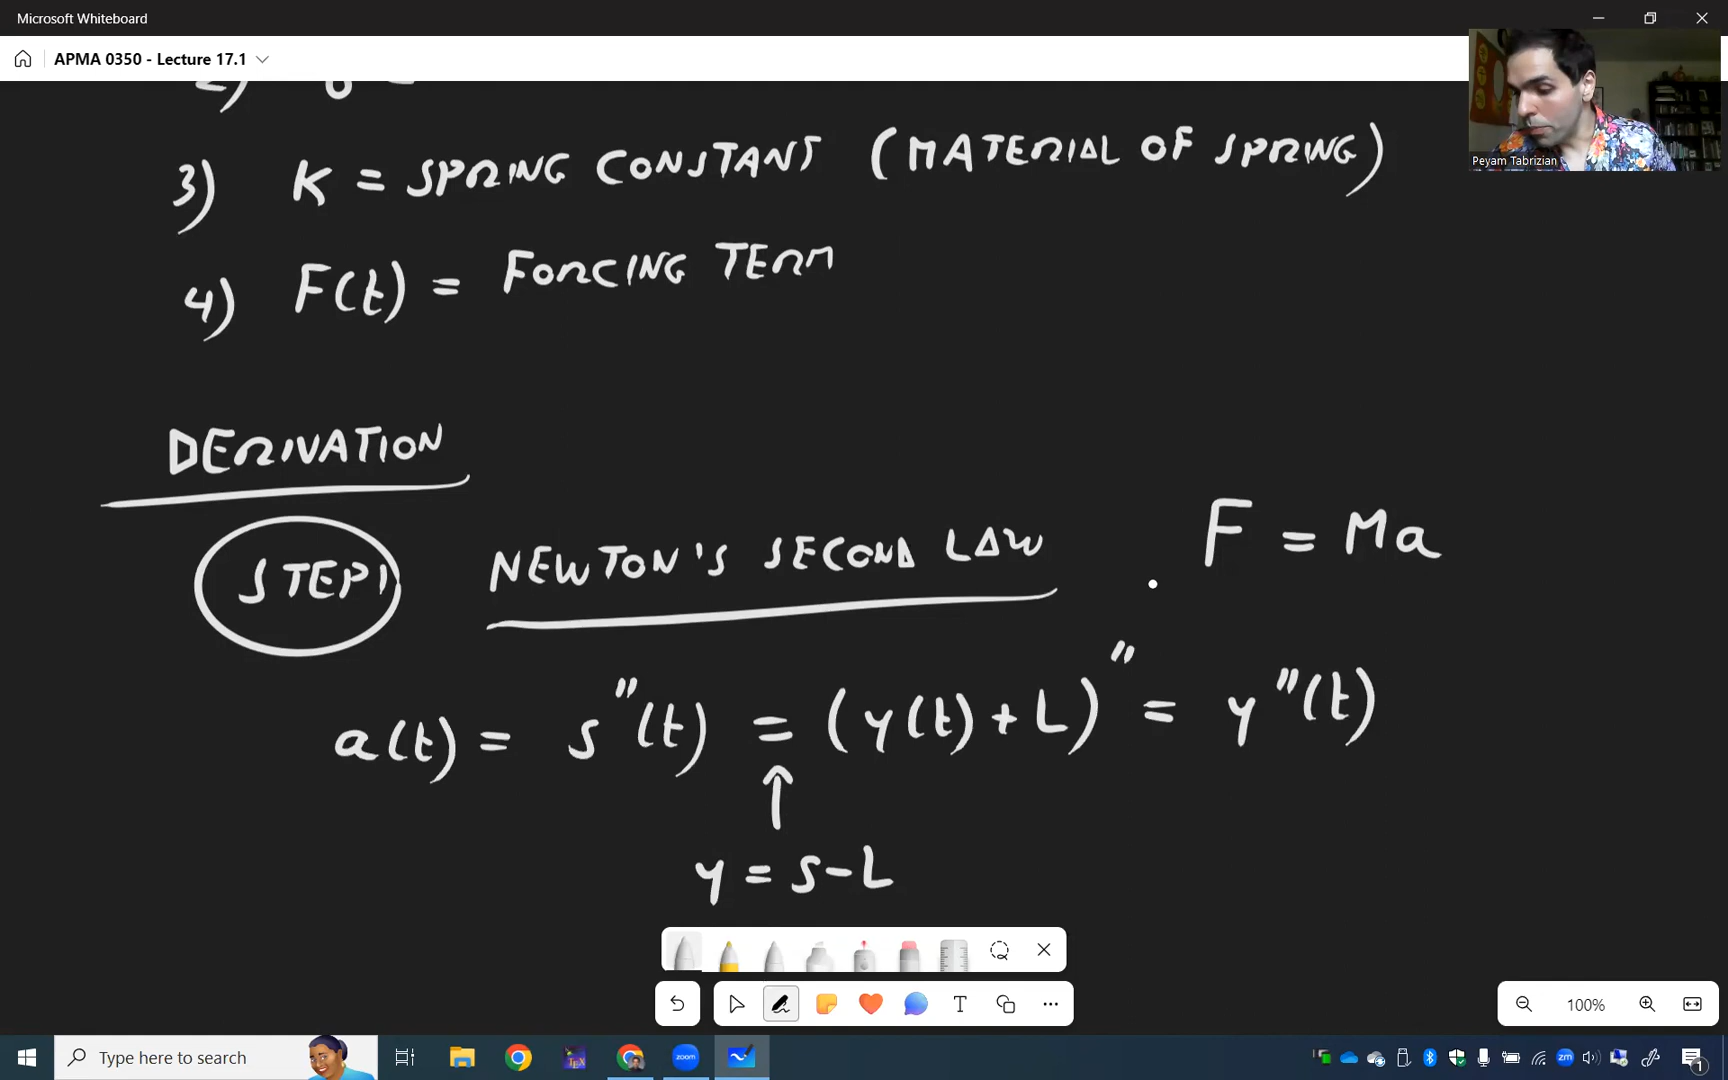 Microsoft Whiteboard
APMA 0350 - Lecture 17.1
Peyam Tabrizian
3) K = SPRING CONSTANT (MATERIAL OF SPRING)
4) F(t) = FORCING TERM
DERIVATION
STEP 1 NEWTON'S SECOND LAW F = Ma
a(t) = s"(t) = (y(t) + L)" = y"(t)
↑
y = s - L
T
100%
Type here to search
zoom